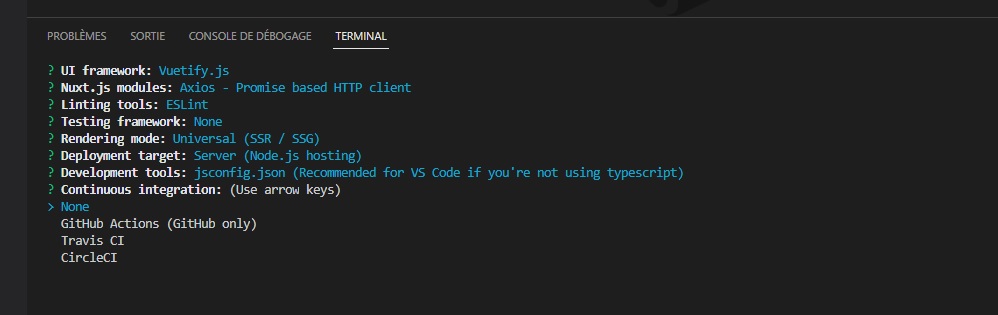 PROBLÈMES SORTIE CONSOLE DE DÉBOGAGE TERMINAL
? UI framework: Vuetify.js
? Nuxt.js modules: Axios - Promise based HTTP client
? Linting tools: ESLint
? Testing framework: None
? Rendering mode: Universal (SSR / SSG)
? Deployment target: Server (Node.js hosting)
? Development tools: jsconfig.json (Recommended for VS Code if you're not using typescript)
? Continuous integration: (Use arrow keys)
> None
GitHub Actions (GitHub only)
Travis CI
CircleCI